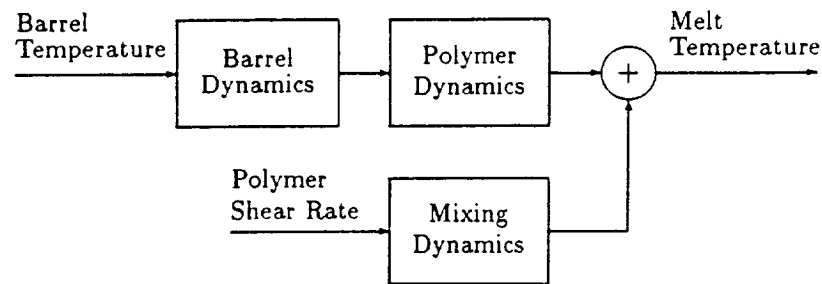 Barrel
Temperature
Barrel
Dynamics
Polymer
Dynamics
+
Melt
Temperature
Polymer
Shear Rate
Mixing
Dynamics